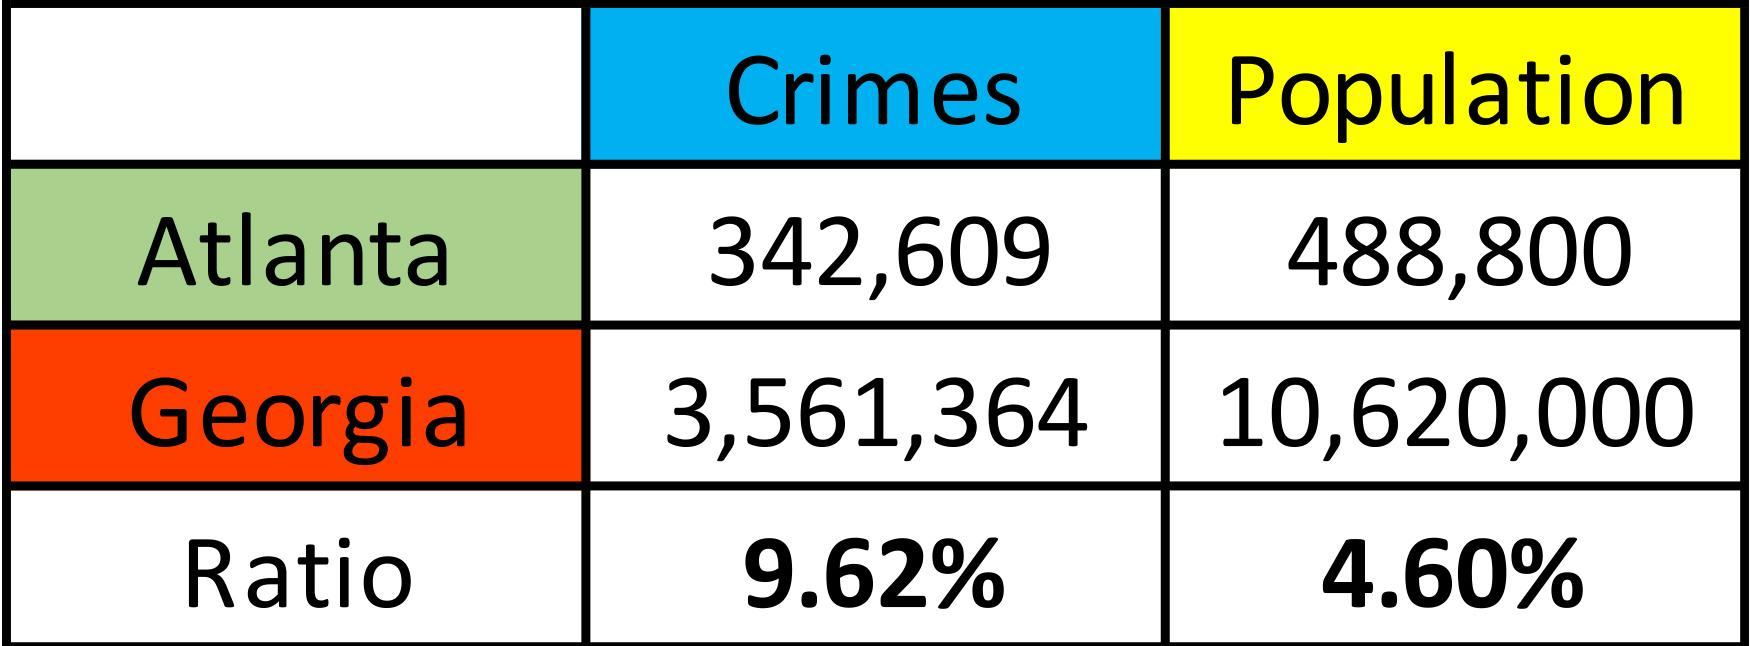 Crimes Population
Atlanta 342,609 488,800
Georgia 3,561,364 10,620,000
Ratio 9.62% 4.60%